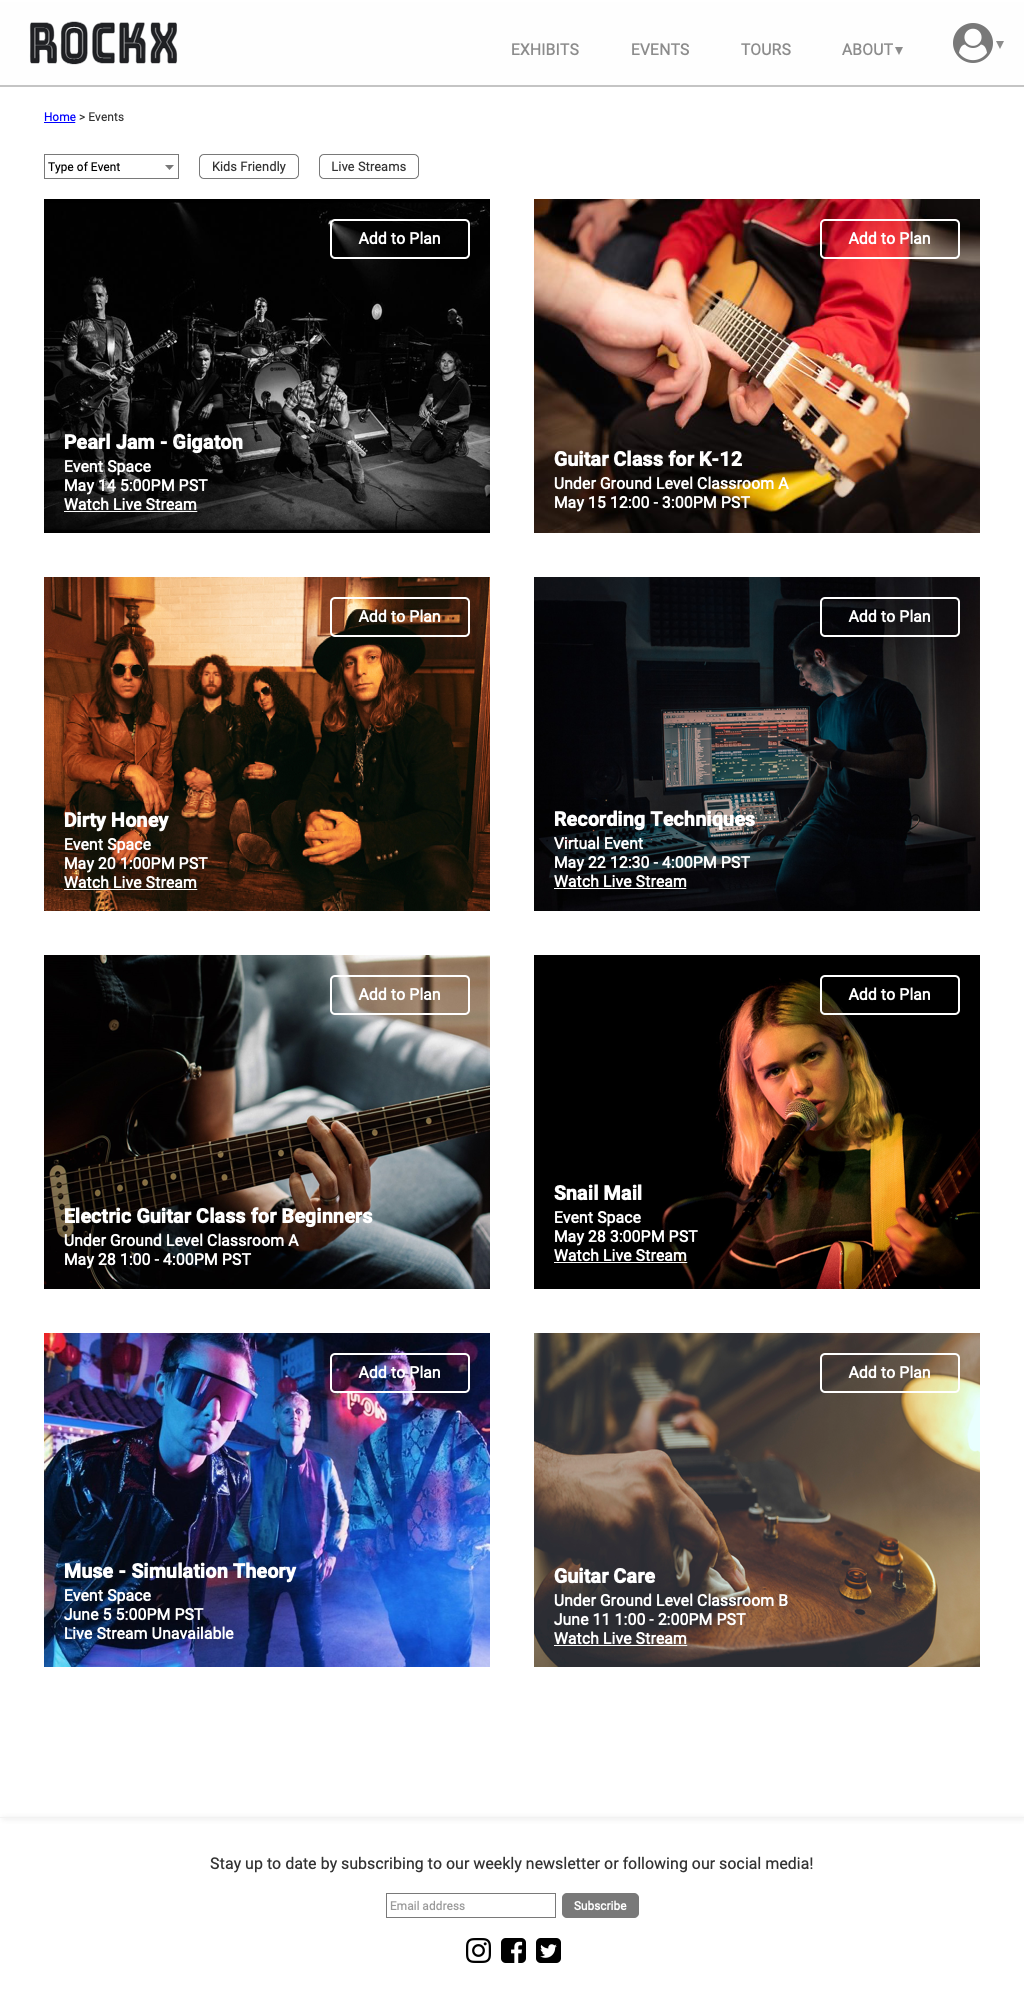 ROCKX
EXHIBITS
EVENTS
TOURS
ABOUT▾
Home > Events
Type of Event
Kids Friendly
Live Streams
Add to Plan
Pearl Jam - Gigaton
Event Space
May 14 5:00PM PST
Watch Live Stream
Add to Plan
Guitar Class for K-12
Under Ground Level Classroom A
May 15 12:00 - 3:00PM PST
Add to Plan
Dirty Honey
Event Space
May 20 1:00PM PST
Watch Live Stream
Add to Plan
Recording Techniques
Virtual Event
May 22 12:30 - 4:00PM PST
Watch Live Stream
Add to Plan
Electric Guitar Class for Beginners
Under Ground Level Classroom A
May 28 1:00 - 4:00PM PST
Add to Plan
Snail Mail
Event Space
May 28 3:00PM PST
Watch Live Stream
Add to Plan
Muse - Simulation Theory
Event Space
June 5 5:00PM PST
Live Stream Unavailable
Add to Plan
Guitar Care
Under Ground Level Classroom B
June 11 1:00 - 2:00PM PST
Watch Live Stream
Stay up to date by subscribing to our weekly newsletter or following our social media!
Email address
Subscribe